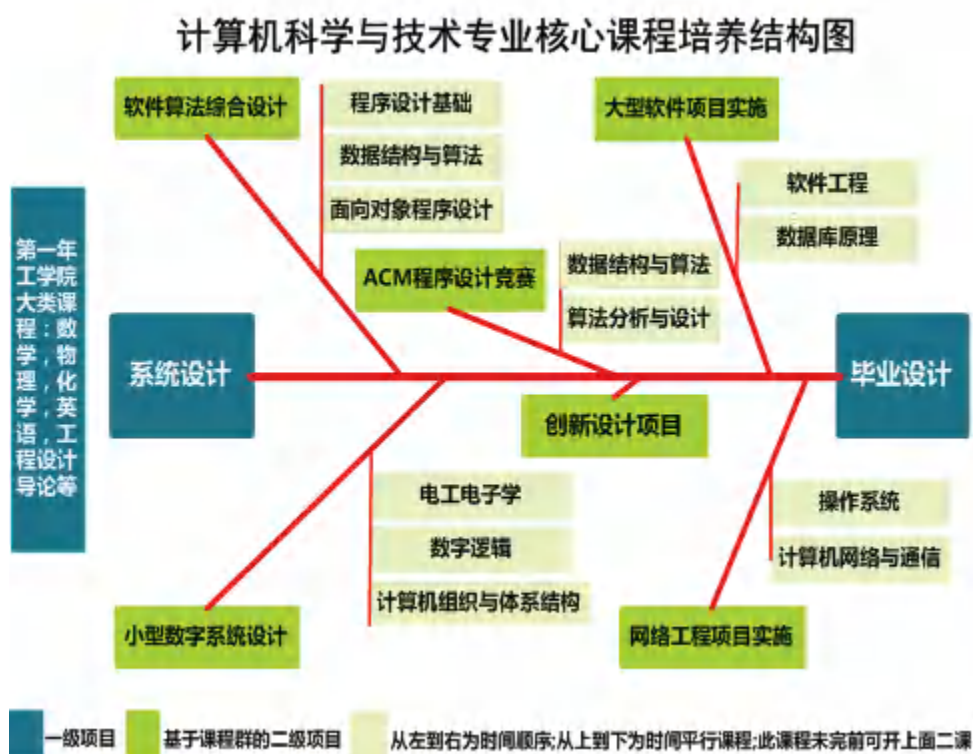 计算机科学与技术专业核心课程培养结构图
软件算法综合设计
程序设计基础
数据结构与算法
面向对象程序设计
大型软件项目实施
软件工程
数据库原理
ACM程序设计竞赛
数据结构与算法
算法分析与设计
第一年
工学院
大类课
程：数
学，物
理，化
学，英
语，工
程设计
导论等
系统设计
毕业设计
创新设计项目
电工电子学
数字逻辑
计算机组织与体系结构
小型数字系统设计
操作系统
计算机网络与通信
网络工程项目实施
一级项目
基于课程群的二级项目
从左到右为时间顺序;从上到下为时间平行课程;此课程未完前可开上面二课